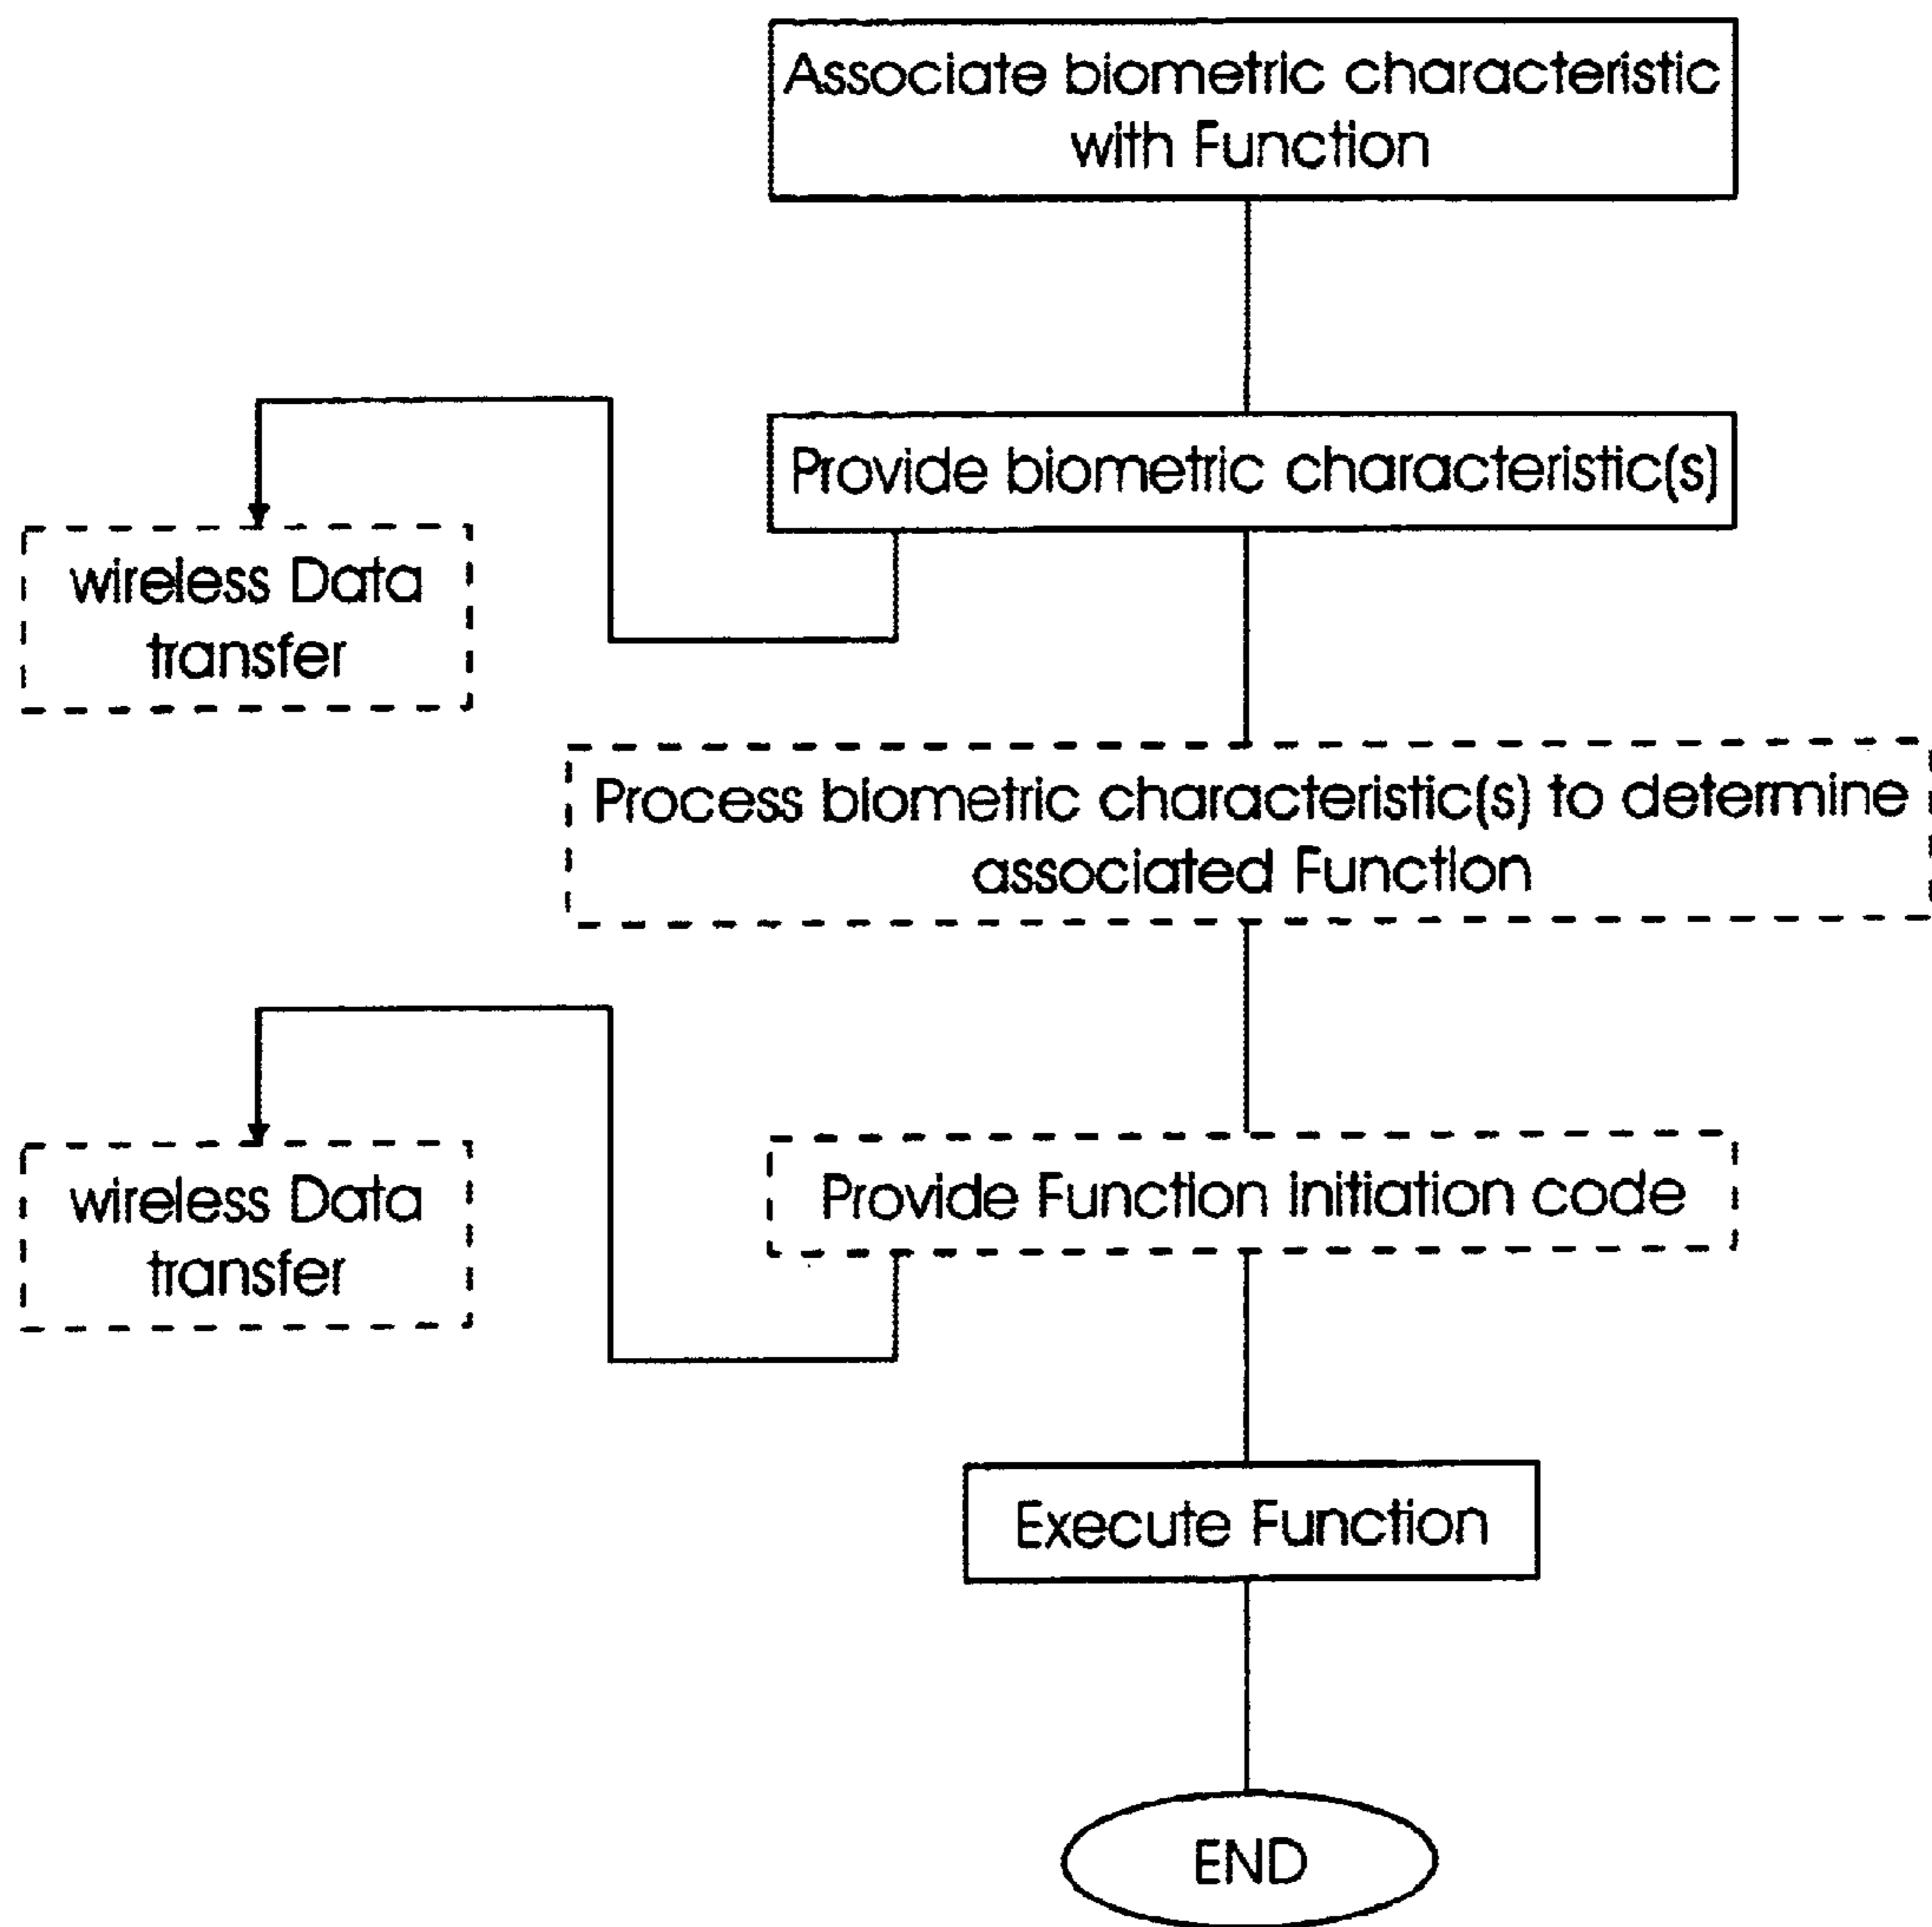 Associate biometric characteristic
with Function
Provide biometric characteristic(s)
wireless Data
transfer
Process biometric characteristic(s) to determine
associated Function
Provide Function initiation code
wireless Data
transfer
Execute Function
END